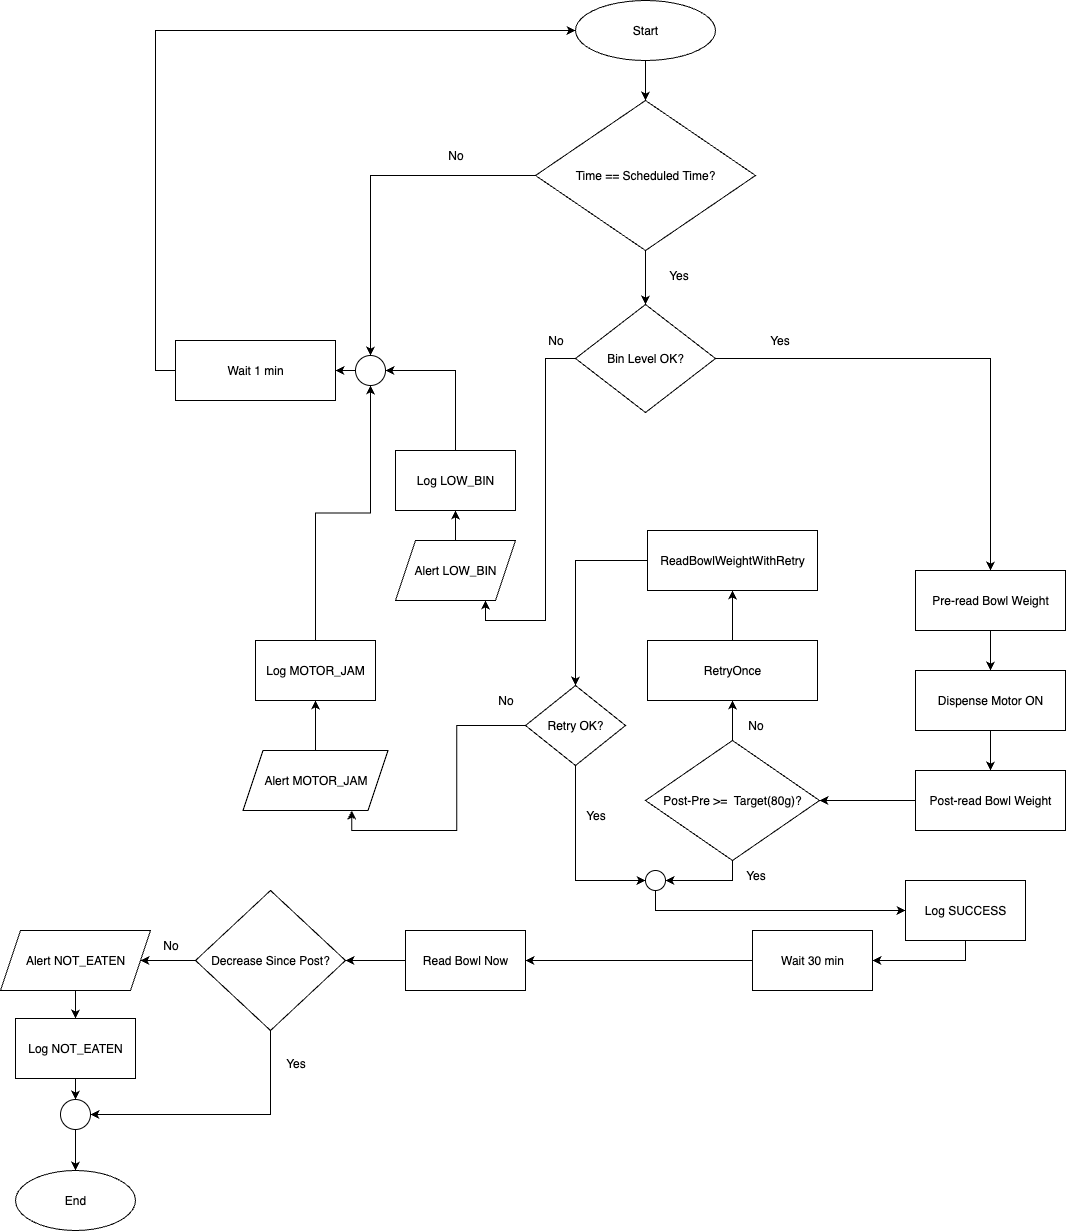 Start
Time == Scheduled Time?
No
Yes
Bin Level OK?
No
Yes
Wait 1 min
Log LOW_BIN
Alert LOW_BIN
ReadBowlWeightWithRetry
Pre-read Bowl Weight
Log MOTOR_JAM
RetryOnce
Dispense Motor ON
No
Retry OK?
No
Alert MOTOR_JAM
Post-Pre >=  Target(80g)?
Post-read Bowl Weight
Yes
Yes
Log SUCCESS
Alert NOT_EATEN
No
Decrease Since Post?
Read Bowl Now
Wait 30 min
Log NOT_EATEN
Yes
End